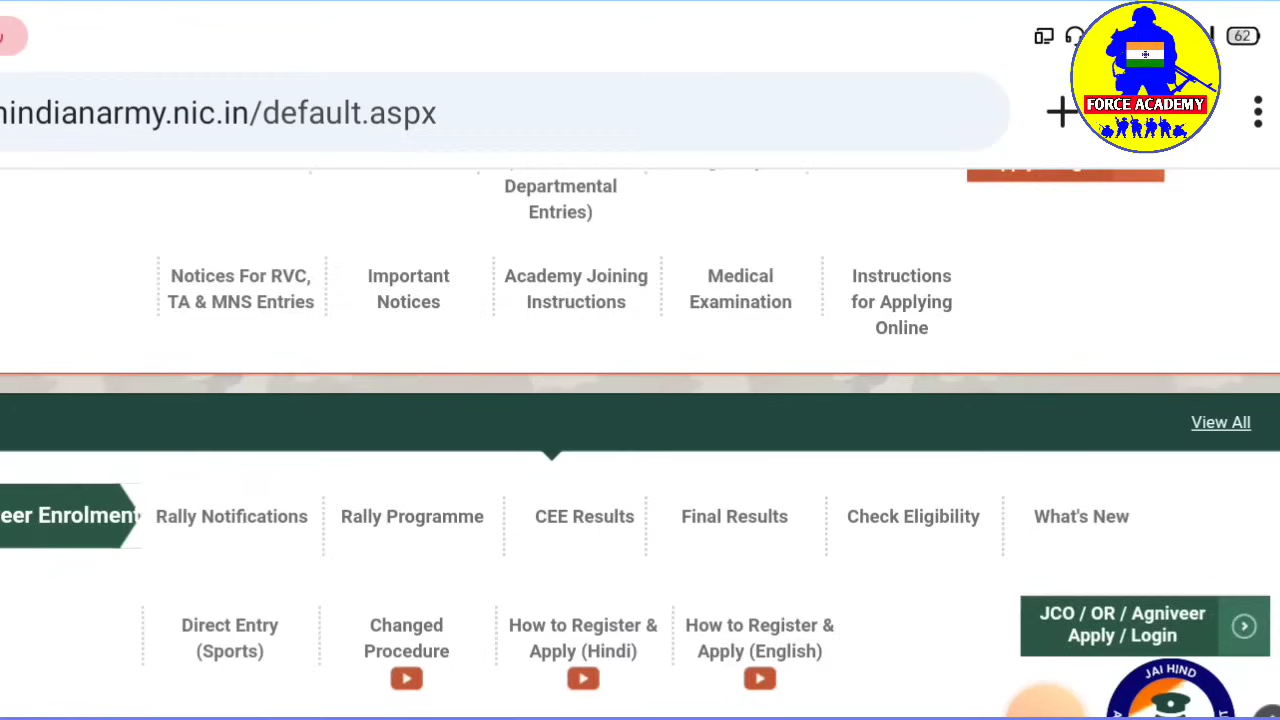 62
hindianarmy.nic.in/default.aspx
FORCE ACADEMY
Departmental
Entries)
Notices For RVC,
TA & MNS Entries
Important
Notices
Academy Joining
Instructions
Medical
Examination
Instructions
for Applying
Online
View All
eer Enrolment
Rally Notifications
Rally Programme
CEE Results
Final Results
Check Eligibility
What's New
Direct Entry
(Sports)
Changed
Procedure
How to Register &
Apply (Hindi)
How to Register &
Apply (English)
JCO / OR / Agniveer
Apply / Login
JAI HIND